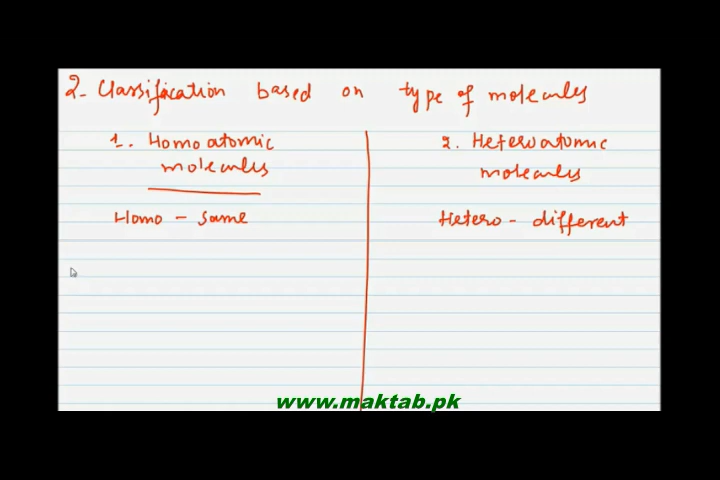 2- Classification based on type of molecules
1. Homoatomic
molecules
Homo - same
2. Heteroatomic
molecules
Hetero - different
www.maktab.pk